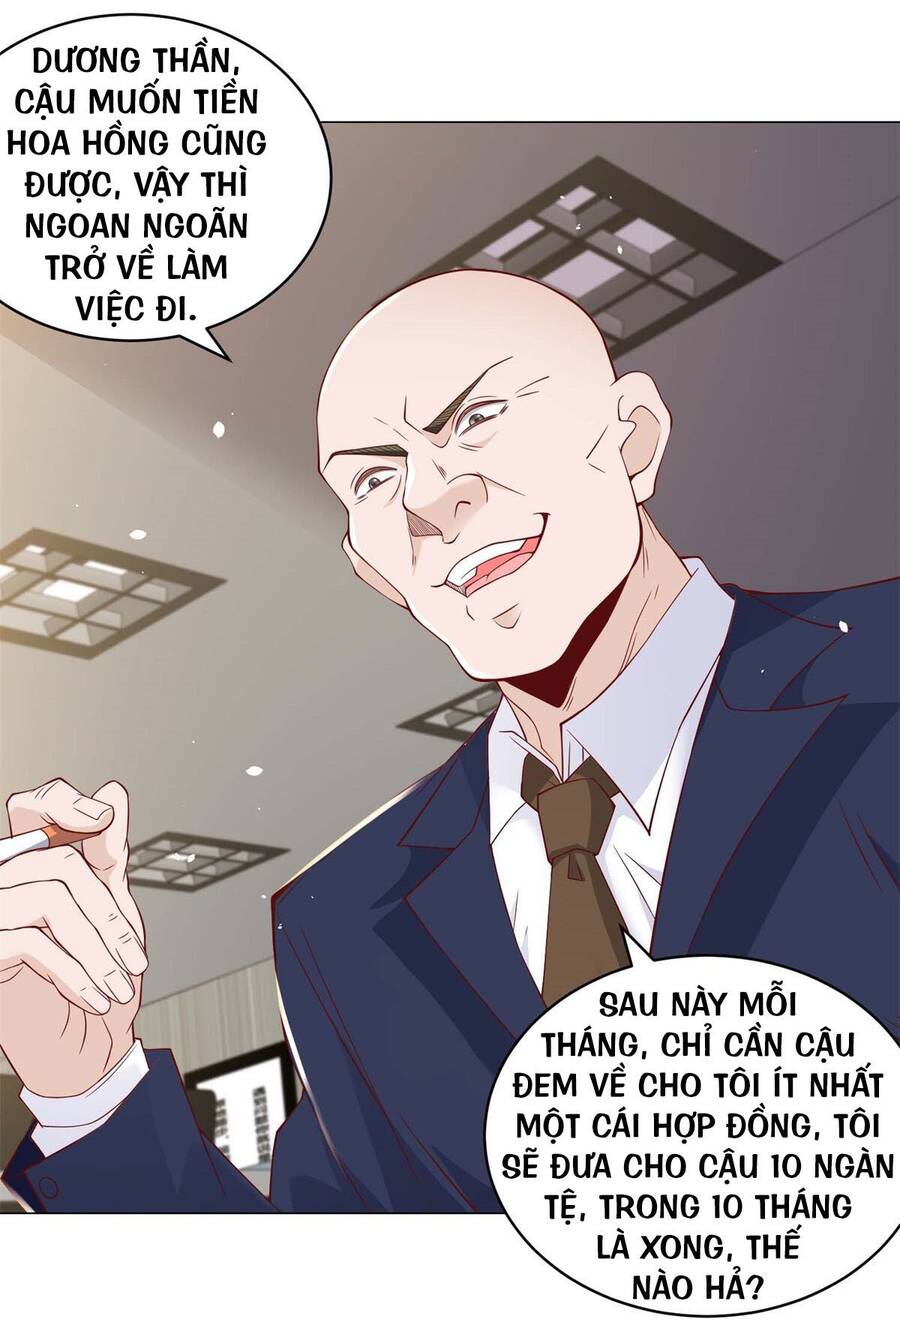 DƯƠNG THẦN,
CẬU MUỐN TIỀN
HOA HỒNG CŨNG
ĐƯỢC, VẬY THÌ
NGOAN NGOÃN
TRỞ VỀ LÀM
VIỆC ĐI.
SAU NÀY MỖI
THÁNG, CHỈ CẦN CẬU
ĐEM VỀ CHO TÔI ÍT NHẤT
MỘT CÁI HỢP ĐỒNG, TÔI
SẼ ĐƯA CHO CẬU 10 NGÀN
TỆ, TRONG 10 THÁNG
LÀ XONG, THẾ
NÀO HẢ?